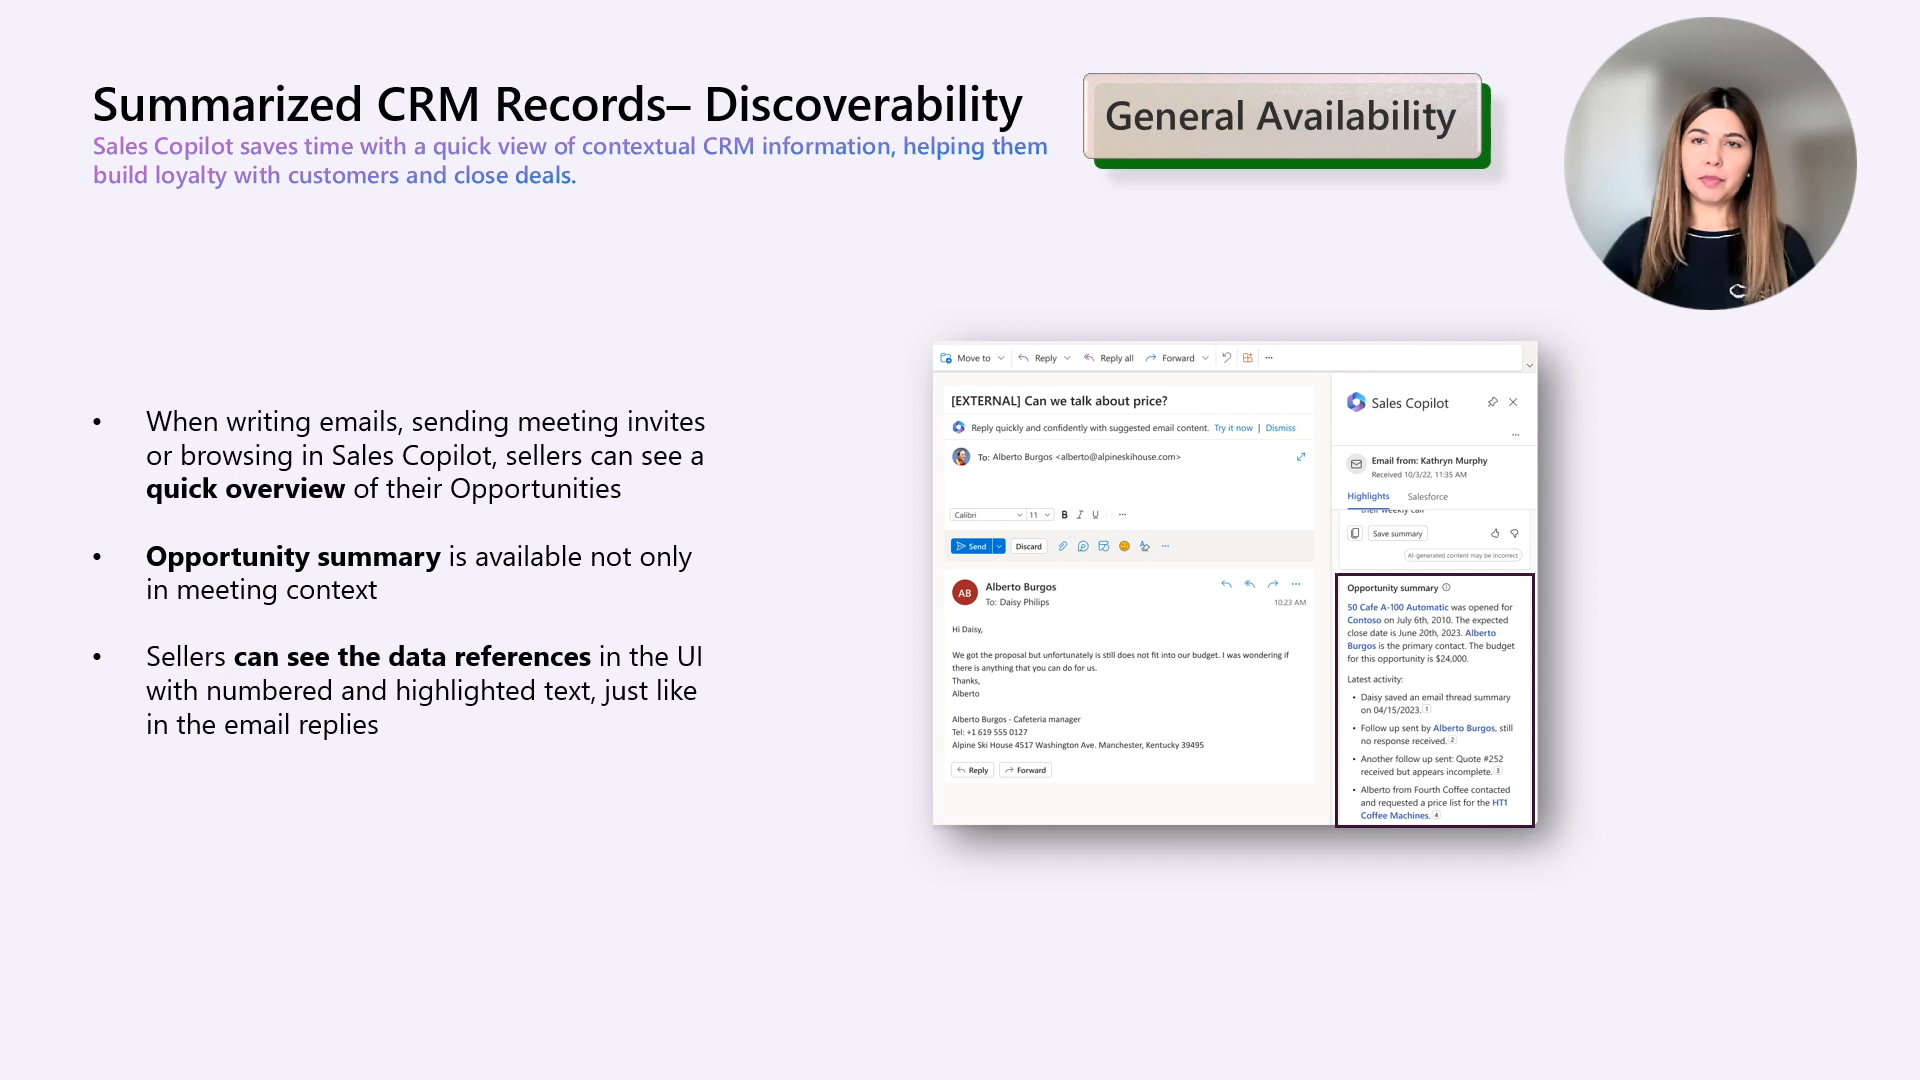 Summarized CRM Records– Discoverability
Sales Copilot saves time with a quick view of contextual CRM information, helping them
build loyalty with customers and close deals.
General Availability
• When writing emails, sending meeting invites
or browsing in Sales Copilot, sellers can see a
quick overview of their Opportunities
• Opportunity summary is available not only
in meeting context
• Sellers can see the data references in the UI
with numbered and highlighted text, just like
in the email replies
Move to Reply Reply all Forward ...
[EXTERNAL] Can we talk about price?
Reply quickly and confidently with suggested email content. Try it now | Dismiss
To: Alberto Burgos <alberto@alpineskihouse.com>
Calibri 11 B I U ...
Send Discard ...
AB
Alberto Burgos
To: Daisy Philips
...
10:23 AM
Hi Daisy,
We got the proposal but unfortunately is still does not fit into our budget. I was wondering if
there is anything that you can do for us.
Thanks,
Alberto
Alberto Burgos - Cafeteria manager
Tel: +1 619 555 0127
Alpine Ski House 4517 Washington Ave. Manchester, Kentucky 39495
Reply Forward
Sales Copilot
...
Email from: Kathryn Murphy
Received 10/3/22, 11:35 AM
Highlights Salesforce
their weekly call
Save summary
AI-generated content may be incorrect
Opportunity summary
50 Cafe A-100 Automatic was opened for
Contoso on July 6th, 2010. The expected
close date is June 20th, 2023. Alberto
Burgos is the primary contact. The budget
for this opportunity is $24,000.
Latest activity:
• Daisy saved an email thread summary
on 04/15/2023. 1
• Follow up sent by Alberto Burgos, still
no response received. 2
• Another follow up sent: Quote #252
received but appears incomplete. 3
• Alberto from Fourth Coffee contacted
and requested a price list for the HT1
Coffee Machines. 4